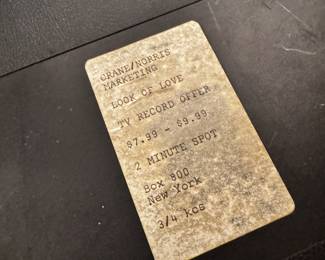 CRANE/NORRIS
MARKETING
LOOK OF LOVE
TV RECORD OFFER
$7.99 - $9.99
2 MINUTE SPOT
Box 900
New York
3/4 kcs